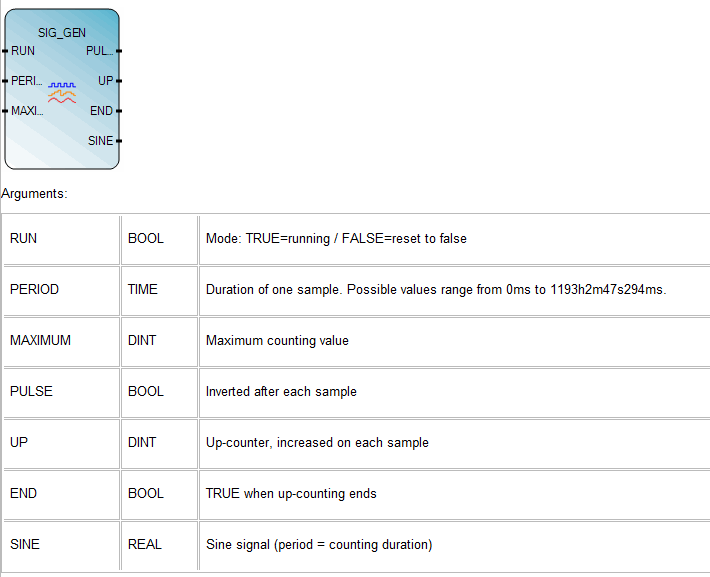 SIG_GEN
RUN PUL...
PERI... UP
MAXI... END
SINE
Arguments:
RUN BOOL Mode: TRUE=running / FALSE=reset to false
PERIOD TIME Duration of one sample. Possible values range from 0ms to 1193h2m47s294ms.
MAXIMUM DINT Maximum counting value
PULSE BOOL Inverted after each sample
UP DINT Up-counter, increased on each sample
END BOOL TRUE when up-counting ends
SINE REAL Sine signal (period = counting duration)